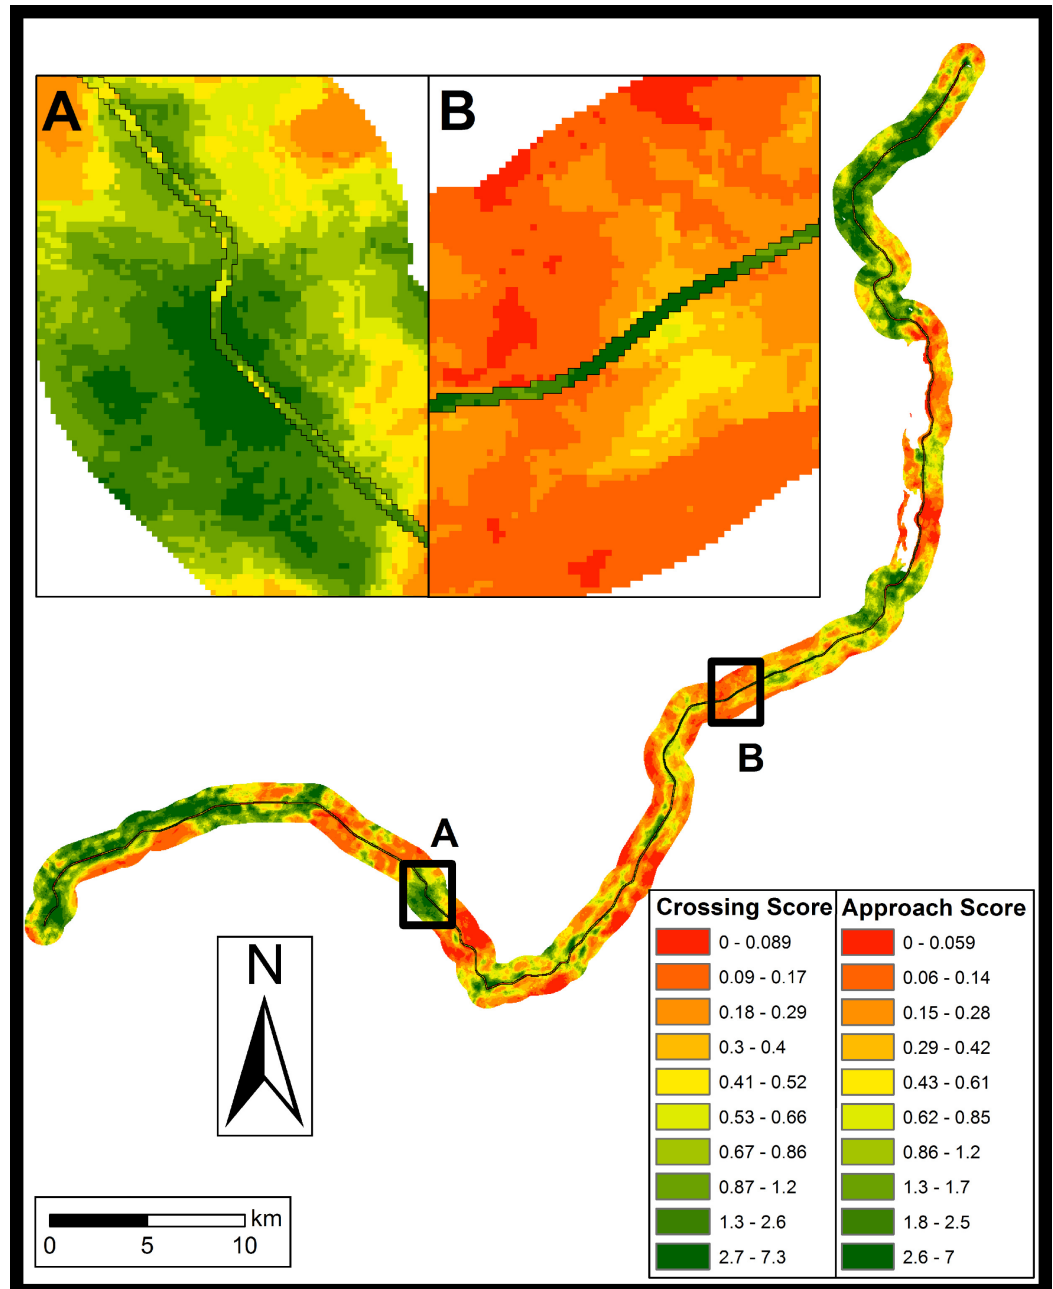 A
B
B
A
N
km
0 5 10
Crossing Score Approach Score
0 - 0.089 0 - 0.059
0.09 - 0.17 0.06 - 0.14
0.18 - 0.29 0.15 - 0.28
0.3 - 0.4 0.29 - 0.42
0.41 - 0.52 0.43 - 0.61
0.53 - 0.66 0.62 - 0.85
0.67 - 0.86 0.86 - 1.2
0.87 - 1.2 1.3 - 1.7
1.3 - 2.6 1.8 - 2.5
2.7 - 7.3 2.6 - 7